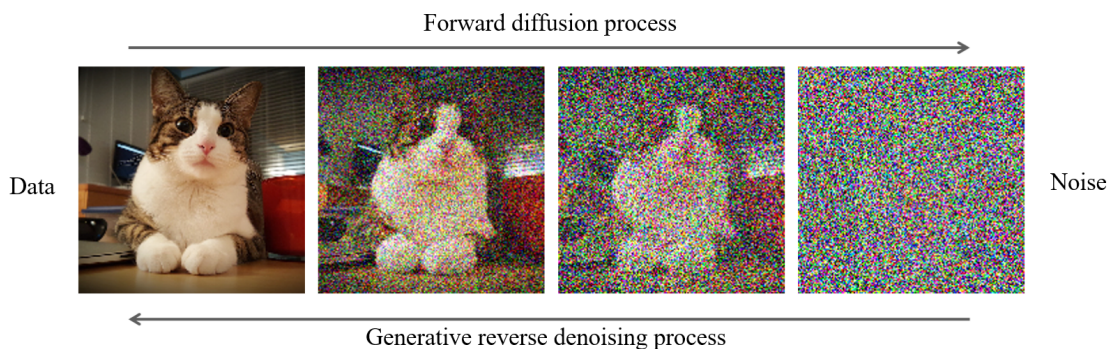 Forward diffusion process
Data
Noise
Generative reverse denoising process